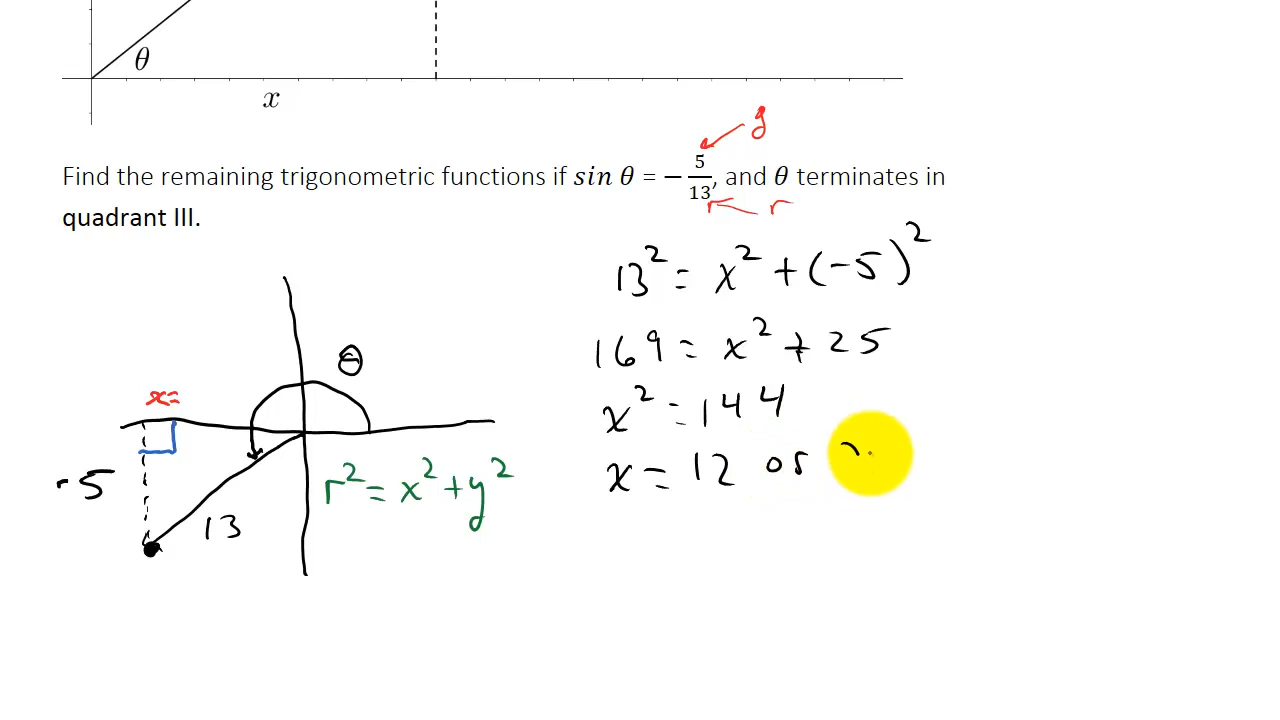 θ
x
y
Find the remaining trigonometric functions if sin θ = −5/13, and θ terminates in
r
quadrant III.
13² = x² + (−5)²
169 = x² + 25
x² = 144
x = 12 or
θ
x=
-5
13
r² = x² + y²